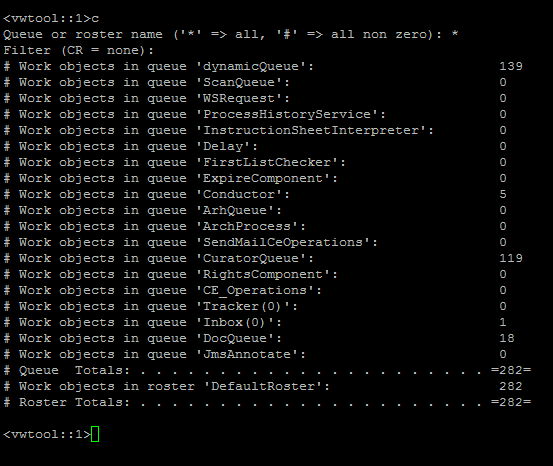 <vwtool::1>c
Queue or roster name ('*' => all, '#' => all non zero): *
Filter (CR = none):
# Work objects in queue 'dynamicQueue': 139
# Work objects in queue 'ScanQueue': 0
# Work objects in queue 'WSRequest': 0
# Work objects in queue 'ProcessHistoryService': 0
# Work objects in queue 'InstructionSheetInterpreter': 0
# Work objects in queue 'Delay': 0
# Work objects in queue 'FirstListChecker': 0
# Work objects in queue 'ExpireComponent': 0
# Work objects in queue 'Conductor': 5
# Work objects in queue 'ArhQueue': 0
# Work objects in queue 'ArchProcess': 0
# Work objects in queue 'SendMailCeOperations': 0
# Work objects in queue 'CuratorQueue': 119
# Work objects in queue 'RightsComponent': 0
# Work objects in queue 'CE_Operations': 0
# Work objects in queue 'Tracker(0)': 0
# Work objects in queue 'Inbox(0)': 1
# Work objects in queue 'DocQueue': 18
# Work objects in queue 'JmsAnnotate': 0
# Queue  Totals: . . . . . . . . . . . . . . . . . . . . . . =282=
# Work objects in roster 'DefaultRoster': 282
# Roster Totals: . . . . . . . . . . . . . . . . . . . . . . =282=
<vwtool::1>